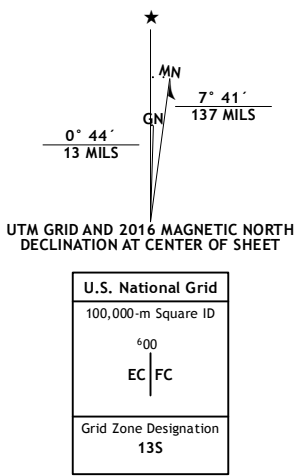 ★
MN
GN
7° 41´
137 MILS
0° 44´
13 MILS
UTM GRID AND 2016 MAGNETIC NORTH
DECLINATION AT CENTER OF SHEET
U.S. National Grid
100,000-m Square ID
⁶00
EC FC
Grid Zone Designation
13S